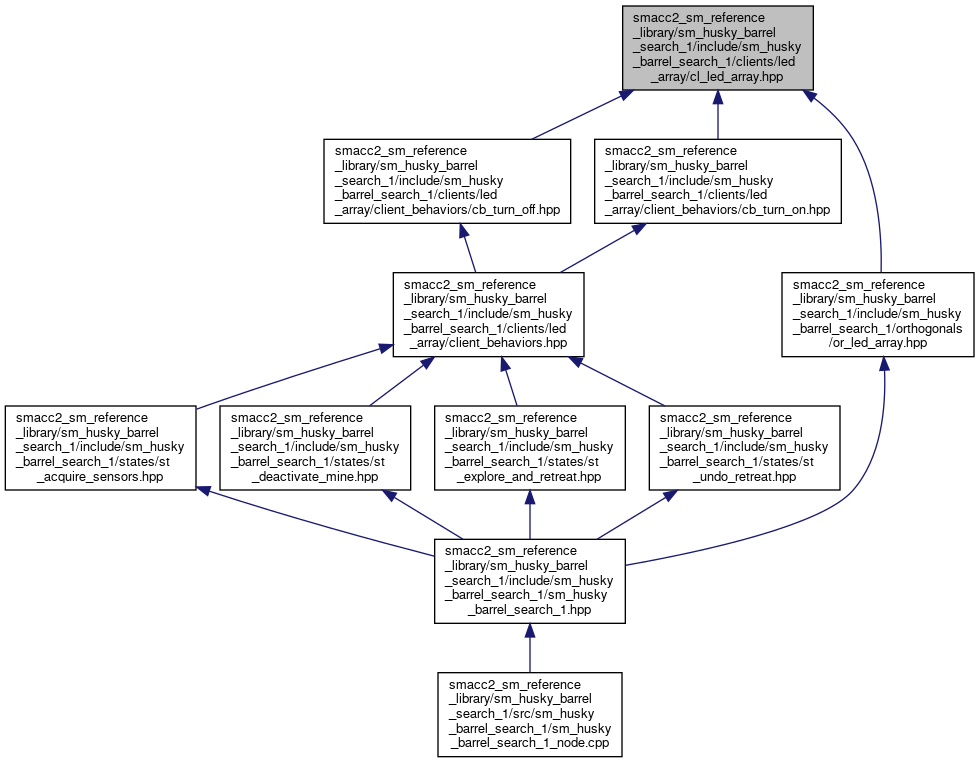 smacc2_sm_reference
_library/sm_husky_barrel
_search_1/include/sm_husky
_barrel_search_1/clients/led
_array/cl_led_array.hpp
smacc2_sm_reference
_library/sm_husky_barrel
_search_1/include/sm_husky
_barrel_search_1/clients/led
_array/client_behaviors/cb_turn_off.hpp
smacc2_sm_reference
_library/sm_husky_barrel
_search_1/include/sm_husky
_barrel_search_1/clients/led
_array/client_behaviors/cb_turn_on.hpp
smacc2_sm_reference
_library/sm_husky_barrel
_search_1/include/sm_husky
_barrel_search_1/clients/led
_array/client_behaviors.hpp
smacc2_sm_reference
_library/sm_husky_barrel
_search_1/include/sm_husky
_barrel_search_1/orthogonals
/or_led_array.hpp
smacc2_sm_reference
_library/sm_husky_barrel
_search_1/include/sm_husky
_barrel_search_1/states/st
_acquire_sensors.hpp
smacc2_sm_reference
_library/sm_husky_barrel
_search_1/include/sm_husky
_barrel_search_1/states/st
_deactivate_mine.hpp
smacc2_sm_reference
_library/sm_husky_barrel
_search_1/include/sm_husky
_barrel_search_1/states/st
_explore_and_retreat.hpp
smacc2_sm_reference
_library/sm_husky_barrel
_search_1/include/sm_husky
_barrel_search_1/states/st
_undo_retreat.hpp
smacc2_sm_reference
_library/sm_husky_barrel
_search_1/include/sm_husky
_barrel_search_1/sm_husky
_barrel_search_1.hpp
smacc2_sm_reference
_library/sm_husky_barrel
_search_1/src/sm_husky
_barrel_search_1/sm_husky
_barrel_search_1_node.cpp